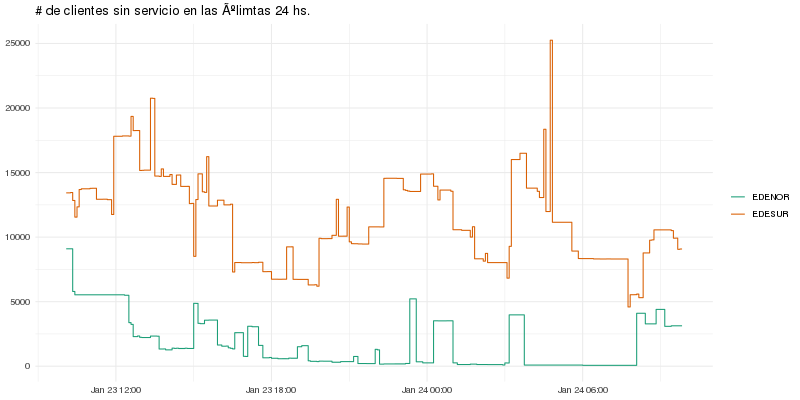 # de clientes sin servicio en las Ãºlimtas 24 hs.
25000
20000
15000
10000
5000
0
Jan 23 12:00 Jan 23 18:00 Jan 24 00:00 Jan 24 06:00
EDENOR
EDESUR